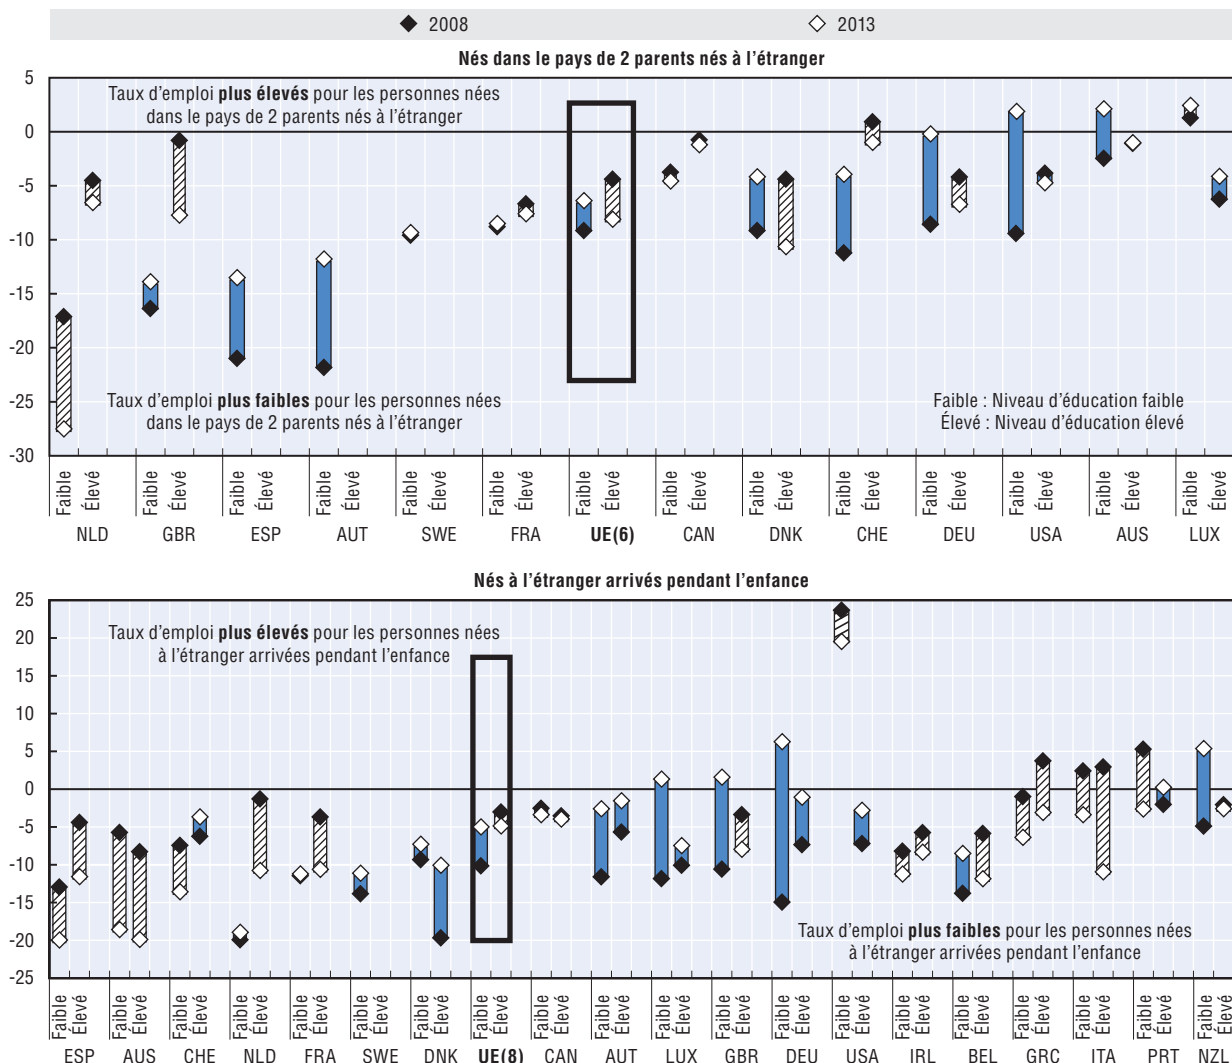 2008 2013
Nés dans le pays de 2 parents nés à l'étranger
5
0
-5
-10
-15
-20
-25
-30
Taux d'emploi plus élevés pour les personnes nées
dans le pays de 2 parents nés à l'étranger
Taux d'emploi plus faibles pour les personnes nées
dans le pays de 2 parents nés à l'étranger
Faible : Niveau d'éducation faible
Élevé : Niveau d'éducation élevé
Faible Élevé Faible Élevé Faible Élevé Faible Élevé Faible Élevé Faible Élevé Faible Élevé Faible Élevé Faible Élevé Faible Élevé Faible Élevé Faible Élevé Faible Élevé Faible Élevé
NLD GBR ESP AUT SWE FRA UE(6) CAN DNK CHE DEU USA AUS LUX
Nés à l'étranger arrivés pendant l'enfance
25
20
15
10
5
0
-5
-10
-15
-20
-25
Taux d'emploi plus élevés pour les personnes nées
à l'étranger arrivées pendant l'enfance
Taux d'emploi plus faibles pour les personnes nées
à l'étranger arrivées pendant l'enfance
Faible Élevé Faible Élevé Faible Élevé Faible Élevé Faible Élevé Faible Élevé Faible Élevé Faible Élevé Faible Élevé Faible Élevé Faible Élevé Faible Élevé Faible Élevé Faible Élevé Faible Élevé Faible Élevé Faible Élevé Faible Élevé Faible Élevé Faible Élevé
ESP AUS CHE NLD FRA SWE DNK UE(8) CAN AUT LUX GBR DEU USA IRL BEL GRC ITA PRT NZL